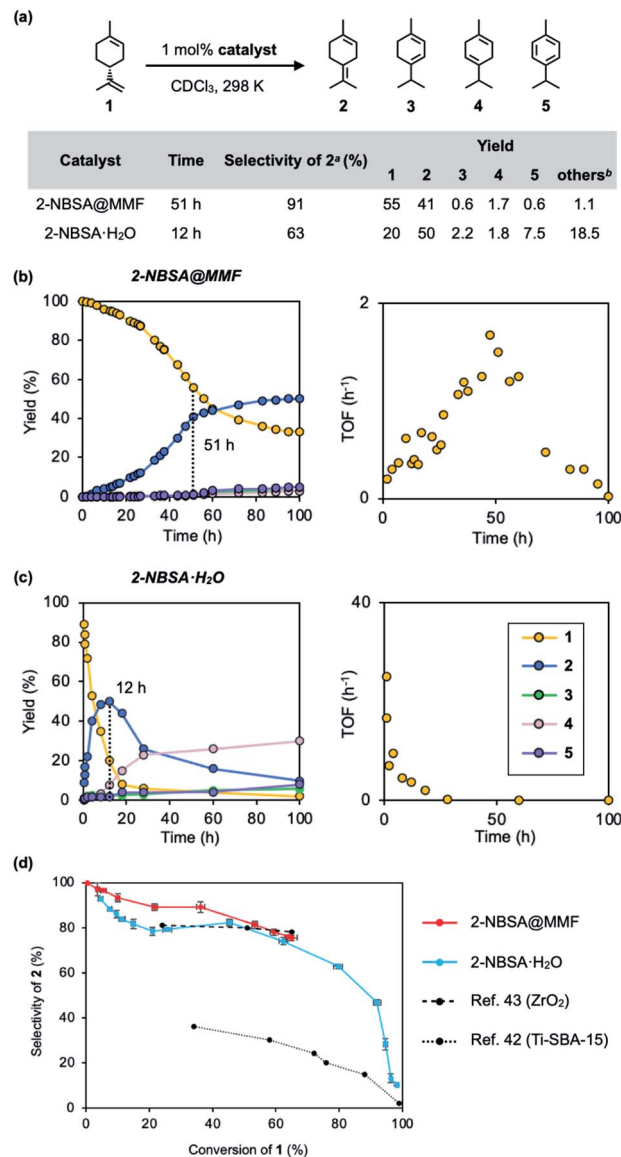 (a)
1 mol% catalyst
CDCl₃, 298 K
1 2 3 4 5
Yield
Catalyst Time Selectivity of 2ᵃ (%) 1 2 3 4 5 othersᵇ
2-NBSA@MMF 51 h 91 55 41 0.6 1.7 0.6 1.1
2-NBSA·H₂O 12 h 63 20 50 2.2 1.8 7.5 18.5
(b) 2-NBSA@MMF
100
80
60
40
20
0
Yield (%)
51 h
0 20 40 60 80 100
Time (h)
2
1
0
TOF (h⁻¹)
0 50 100
Time (h)
(c) 2-NBSA·H₂O
100
80
60
40
20
0
Yield (%)
12 h
0 20 40 60 80 100
Time (h)
40
20
0
TOF (h⁻¹)
1
2
3
4
5
0 50 100
Time (h)
(d)
100
80
60
40
20
0
Selectivity of 2 (%)
0 20 40 60 80 100
Conversion of 1 (%)
2-NBSA@MMF
2-NBSA·H₂O
Ref. 43 (ZrO₂)
Ref. 42 (Ti-SBA-15)